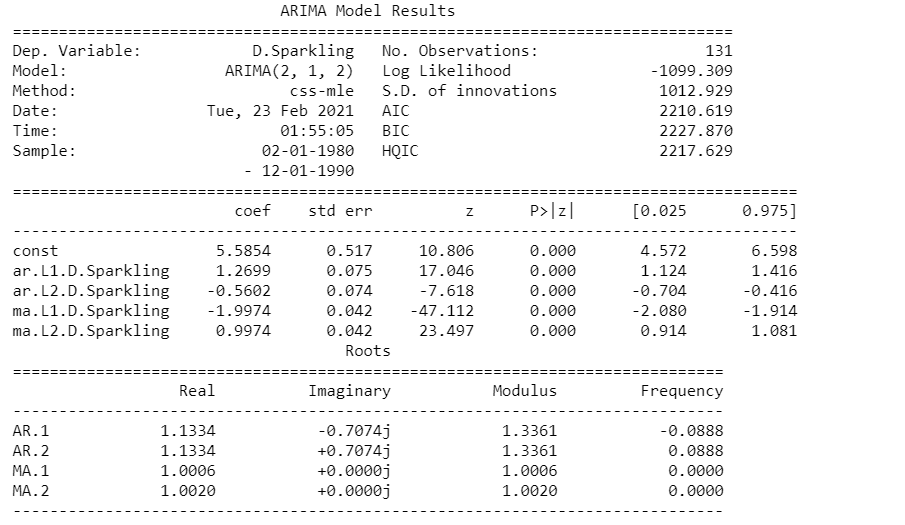 ARIMA Model Results
==============================================================================
Dep. Variable: D.Sparkling No. Observations: 131
Model: ARIMA(2, 1, 2) Log Likelihood -1099.309
Method: css-mle S.D. of innovations 1012.929
Date: Tue, 23 Feb 2021 AIC 2210.619
Time: 01:55:05 BIC 2227.870
Sample: 02-01-1980 HQIC 2217.629
- 12-01-1990
=====================================================================================
coef std err z P>|z| [0.025 0.975]
-------------------------------------------------------------------------------------
const 5.5854 0.517 10.806 0.000 4.572 6.598
ar.L1.D.Sparkling 1.2699 0.075 17.046 0.000 1.124 1.416
ar.L2.D.Sparkling -0.5602 0.074 -7.618 0.000 -0.704 -0.416
ma.L1.D.Sparkling -1.9974 0.042 -47.112 0.000 -2.080 -1.914
ma.L2.D.Sparkling 0.9974 0.042 23.497 0.000 0.914 1.081
Roots
=============================================================================
Real Imaginary Modulus Frequency
-----------------------------------------------------------------------------
AR.1 1.1334 -0.7074j 1.3361 -0.0888
AR.2 1.1334 +0.7074j 1.3361 0.0888
MA.1 1.0006 +0.0000j 1.0006 0.0000
MA.2 1.0020 +0.0000j 1.0020 0.0000
-----------------------------------------------------------------------------